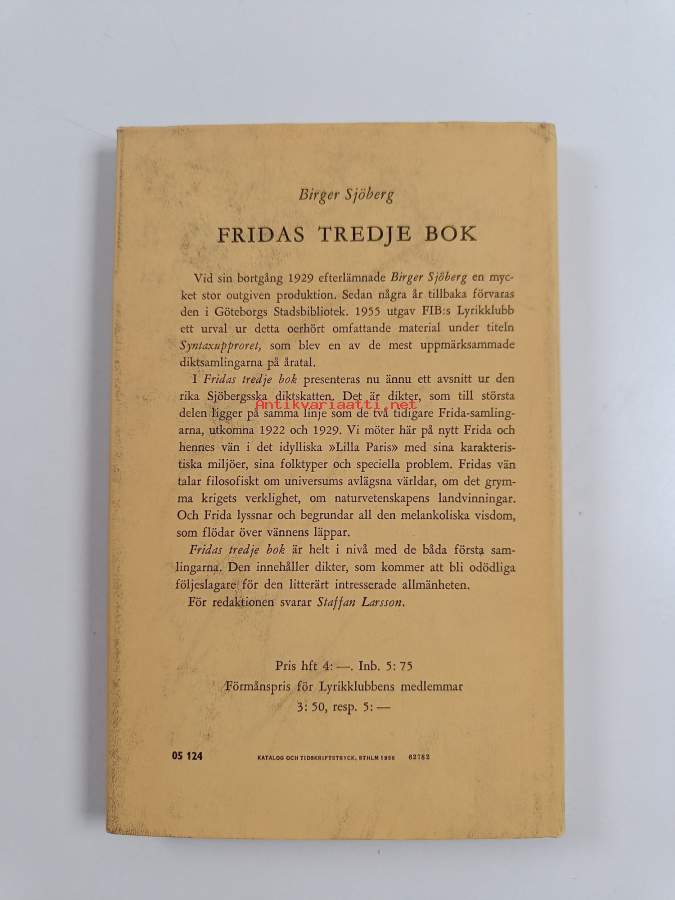 Birger Sjöberg
FRIDAS TREDJE BOK
Vid sin bortgång 1929 efterlämnade Birger Sjöberg en myc-
ket stor outgiven produktion. Sedan några år tillbaka förvaras
den i Göteborgs Stadsbibliotek. 1955 utgav FIB:s Lyrikklubb
ett urval ur detta oerhört omfattande material under titeln
Syntaxupproret, som blev en av de mest uppmärksammade
diktsamlingarna på åratal.
I Fridas tredje bok presenteras nu ännu ett avsnitt ur den
rika Sjöbergsska diktskatten. Det är dikter, som till största
Antikvariaatti.net
delen ligger på samma linje som de två tidigare Frida-samling-
arna, utkomna 1922 och 1929. Vi möter här på nytt Frida och
hennes vän i det idylliska »Lilla Paris» med sina karakteris-
tiska miljöer, sina folktyper och speciella problem. Fridas vän
talar filosofiskt om universums avlägsna världar, om det grym-
ma krigets verklighet, om naturvetenskapens landvinningar.
Och Frida lyssnar och begrundar all den melankoliska visdom,
som flödar över vännens läppar.
Fridas tredje bok är helt i nivå med de båda första sam-
lingarna. Den innehåller dikter, som kommer att bli odödliga
följeslagare för den litterärt intresserade allmänheten.
För redaktionen svarar Staffan Larsson.
Pris hft 4: —. Inb. 5: 75
Förmånspris för Lyrikklubbens medlemmar
3: 50, resp. 5: —
05 124 KATALOG OCH TIDSKRIFTSTRYCK, STHLM 1956 62782